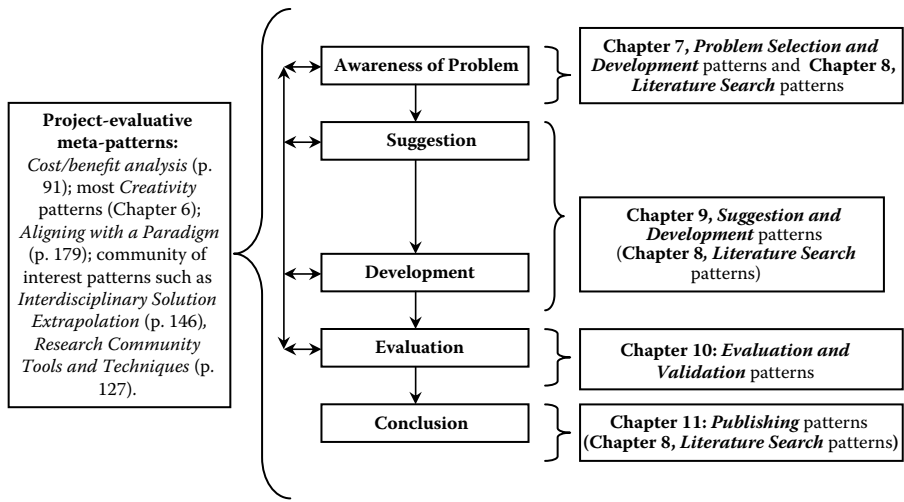 Project-evaluative
meta-patterns:
Cost/benefit analysis (p.
91); most Creativity
patterns (Chapter 6);
Aligning with a Paradigm
(p. 179); community of
interest patterns such as
Interdisciplinary Solution
Extrapolation (p. 146),
Research Community
Tools and Techniques (p.
127).
Awareness of Problem
Suggestion
Development
Evaluation
Conclusion
Chapter 7, Problem Selection and
Development patterns and Chapter 8,
Literature Search patterns
Chapter 9, Suggestion and
Development patterns
(Chapter 8, Literature Search
patterns)
Chapter 10: Evaluation and
Validation patterns
Chapter 11: Publishing patterns
(Chapter 8, Literature Search patterns)